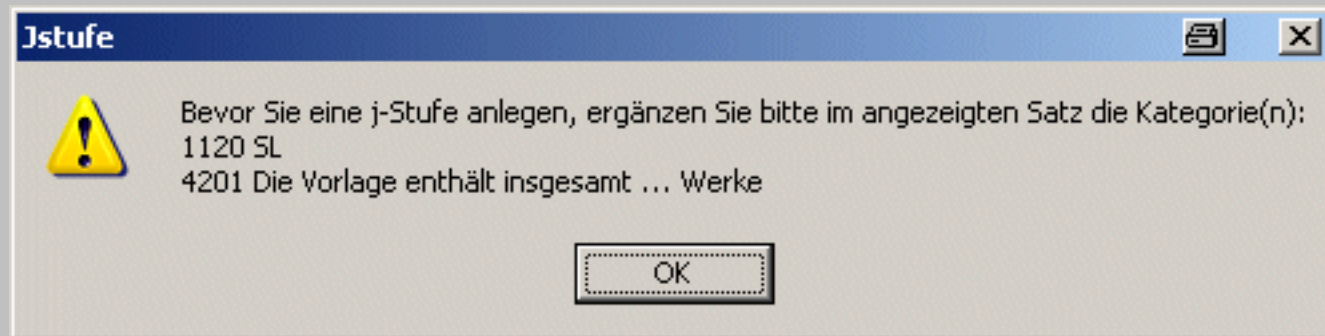 Jstufe
Bevor Sie eine j-Stufe anlegen, ergänzen Sie bitte im angezeigten Satz die Kategorie(n):
1120 SL
4201 Die Vorlage enthält insgesamt ... Werke
OK